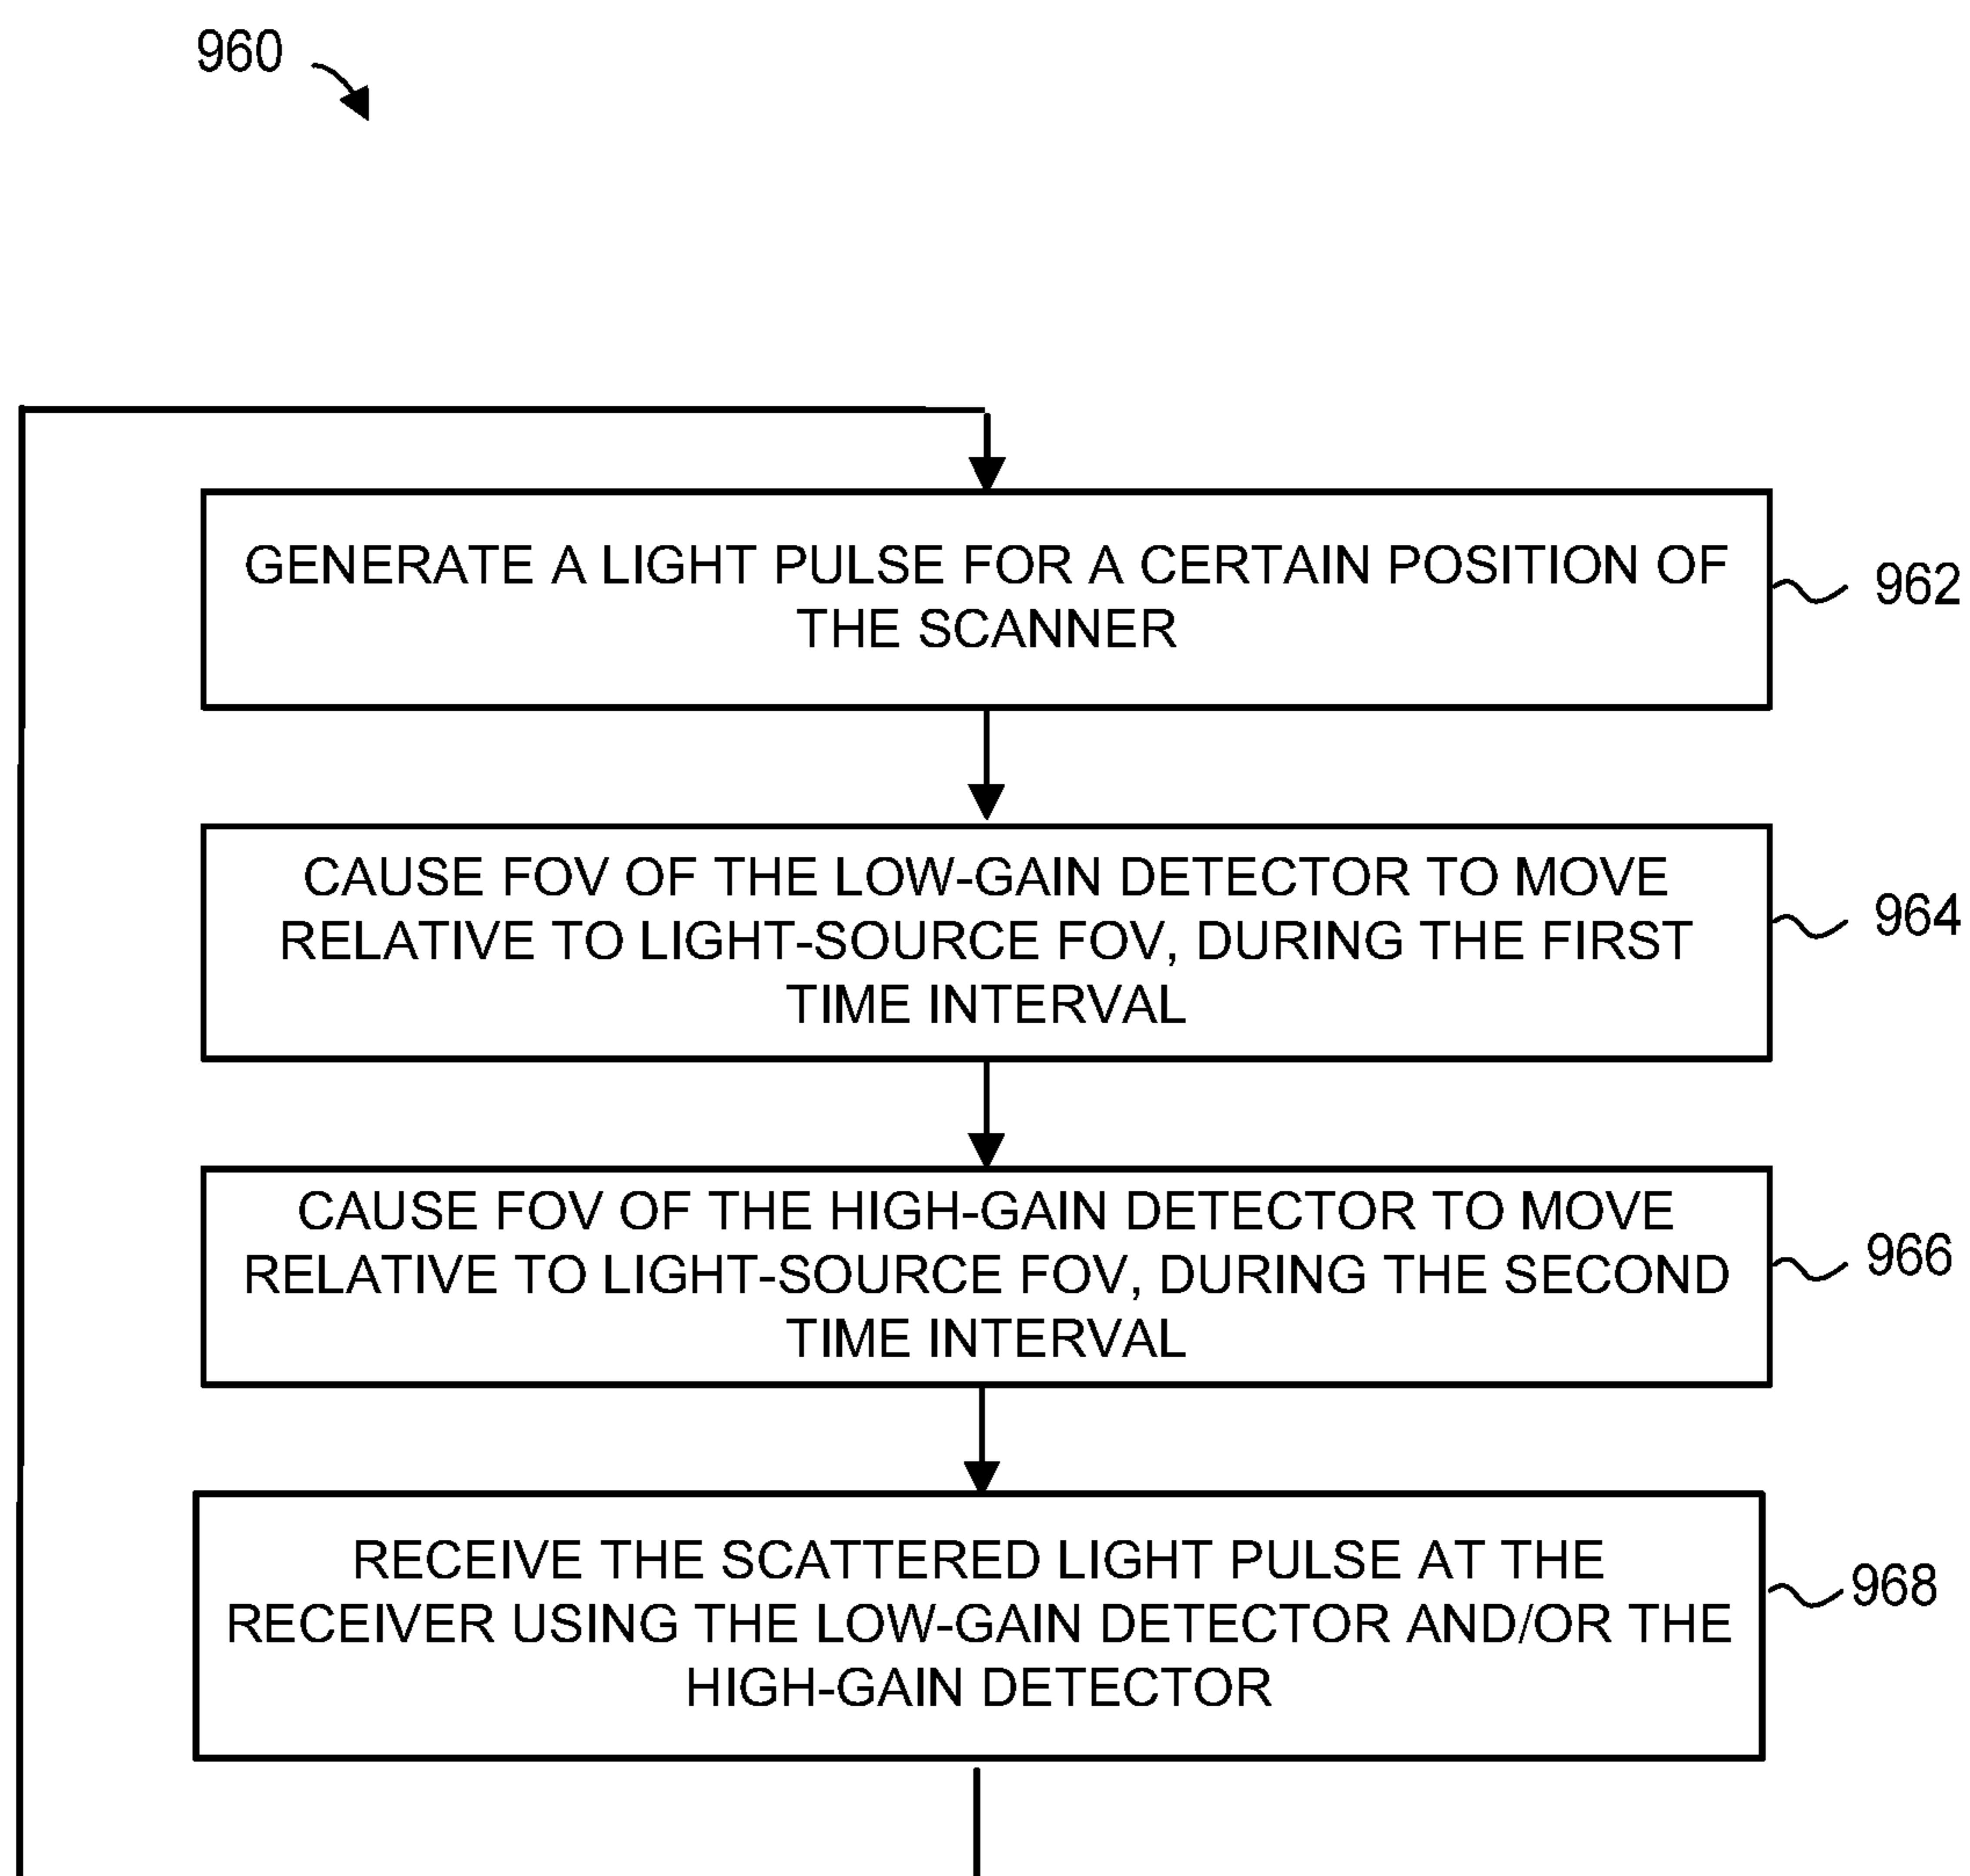 960
GENERATE A LIGHT PULSE FOR A CERTAIN POSITION OF
THE SCANNER
962
CAUSE FOV OF THE LOW-GAIN DETECTOR TO MOVE
RELATIVE TO LIGHT-SOURCE FOV, DURING THE FIRST
TIME INTERVAL
964
CAUSE FOV OF THE HIGH-GAIN DETECTOR TO MOVE
RELATIVE TO LIGHT-SOURCE FOV, DURING THE SECOND
TIME INTERVAL
966
RECEIVE THE SCATTERED LIGHT PULSE AT THE
RECEIVER USING THE LOW-GAIN DETECTOR AND/OR THE
HIGH-GAIN DETECTOR
968